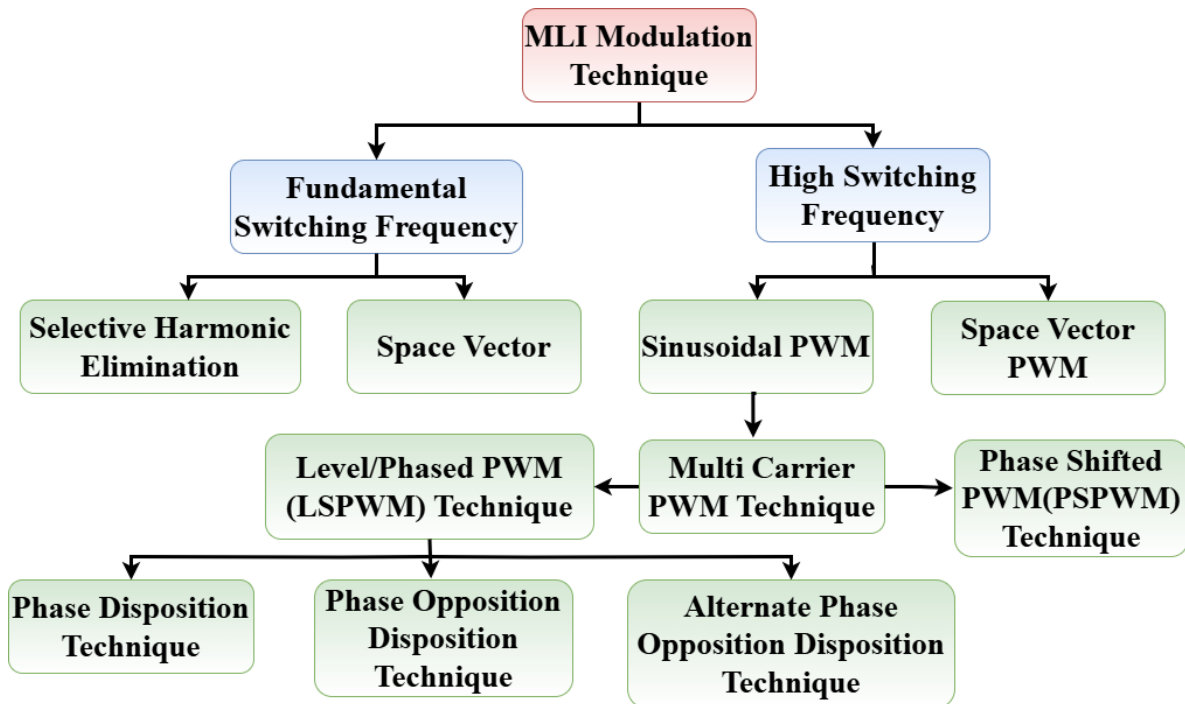 MLI Modulation
Technique
Fundamental
Switching Frequency
High Switching
Frequency
Selective Harmonic
Elimination
Space Vector
Sinusoidal PWM
Space Vector
PWM
Level/Phased PWM
(LSPWM) Technique
Multi Carrier
PWM Technique
Phase Shifted
PWM(PSPWM)
Technique
Phase Disposition
Technique
Phase Opposition
Disposition
Technique
Alternate Phase
Opposition Disposition
Technique